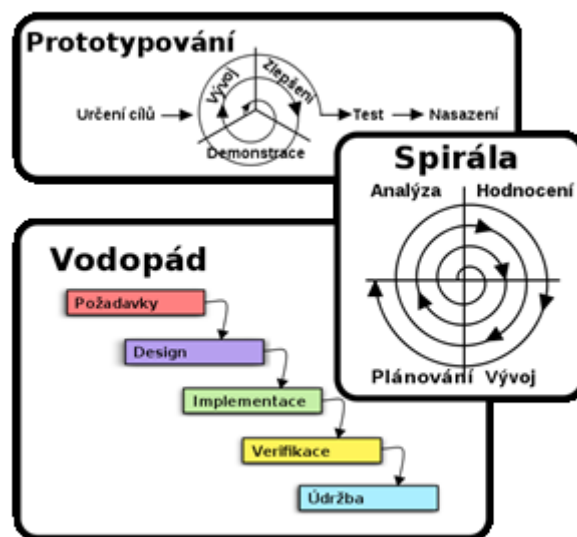 Prototypování
Určení cílů
Vývoj
Zlepšení
Demonstrace
Test
Nasazení
Spirála
Analýza
Hodnocení
Plánování
Vývoj
Vodopád
Požadavky
Design
Implementace
Verifikace
Údržba